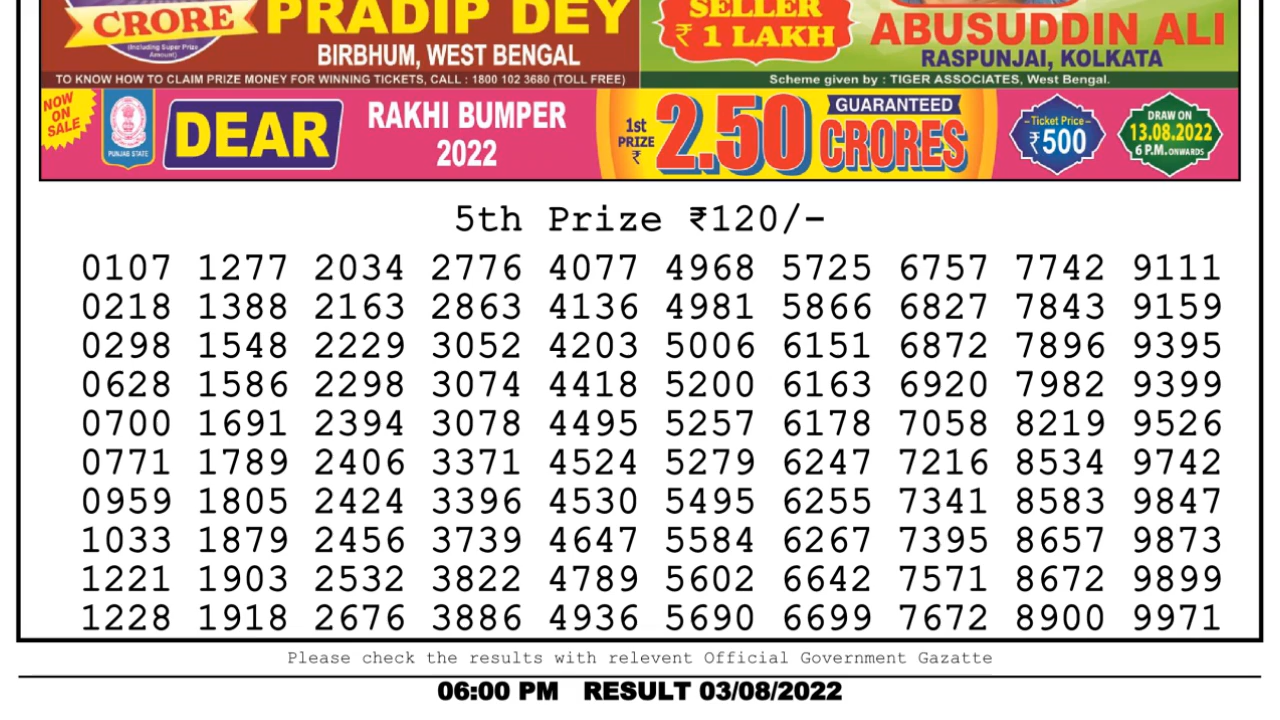 CRORE
(Including Super Prize
Amount)
PRADIP DEY
BIRBHUM, WEST BENGAL
TO KNOW HOW TO CLAIM PRIZE MONEY FOR WINNING TICKETS, CALL : 1800 102 3680 (TOLL FREE)
SELLER
₹ 1 LAKH
ABUSUDDIN ALI
RASPUNJAI, KOLKATA
Scheme given by : TIGER ASSOCIATES, West Bengal.
NOW
ON
SALE
PUNJAB STATE
DEAR
RAKHI BUMPER
2022
1st
PRIZE
₹
2.50
GUARANTEED
CRORES
Ticket Price
₹500
DRAW ON
13.08.2022
6 P.M. ONWARDS
5th Prize ₹120/-
0107 1277 2034 2776 4077 4968 5725 6757 7742 9111
0218 1388 2163 2863 4136 4981 5866 6827 7843 9159
0298 1548 2229 3052 4203 5006 6151 6872 7896 9395
0628 1586 2298 3074 4418 5200 6163 6920 7982 9399
0700 1691 2394 3078 4495 5257 6178 7058 8219 9526
0771 1789 2406 3371 4524 5279 6247 7216 8534 9742
0959 1805 2424 3396 4530 5495 6255 7341 8583 9847
1033 1879 2456 3739 4647 5584 6267 7395 8657 9873
1221 1903 2532 3822 4789 5602 6642 7571 8672 9899
1228 1918 2676 3886 4936 5690 6699 7672 8900 9971
Please check the results with relevent Official Government Gazatte
06:00 PM RESULT 03/08/2022